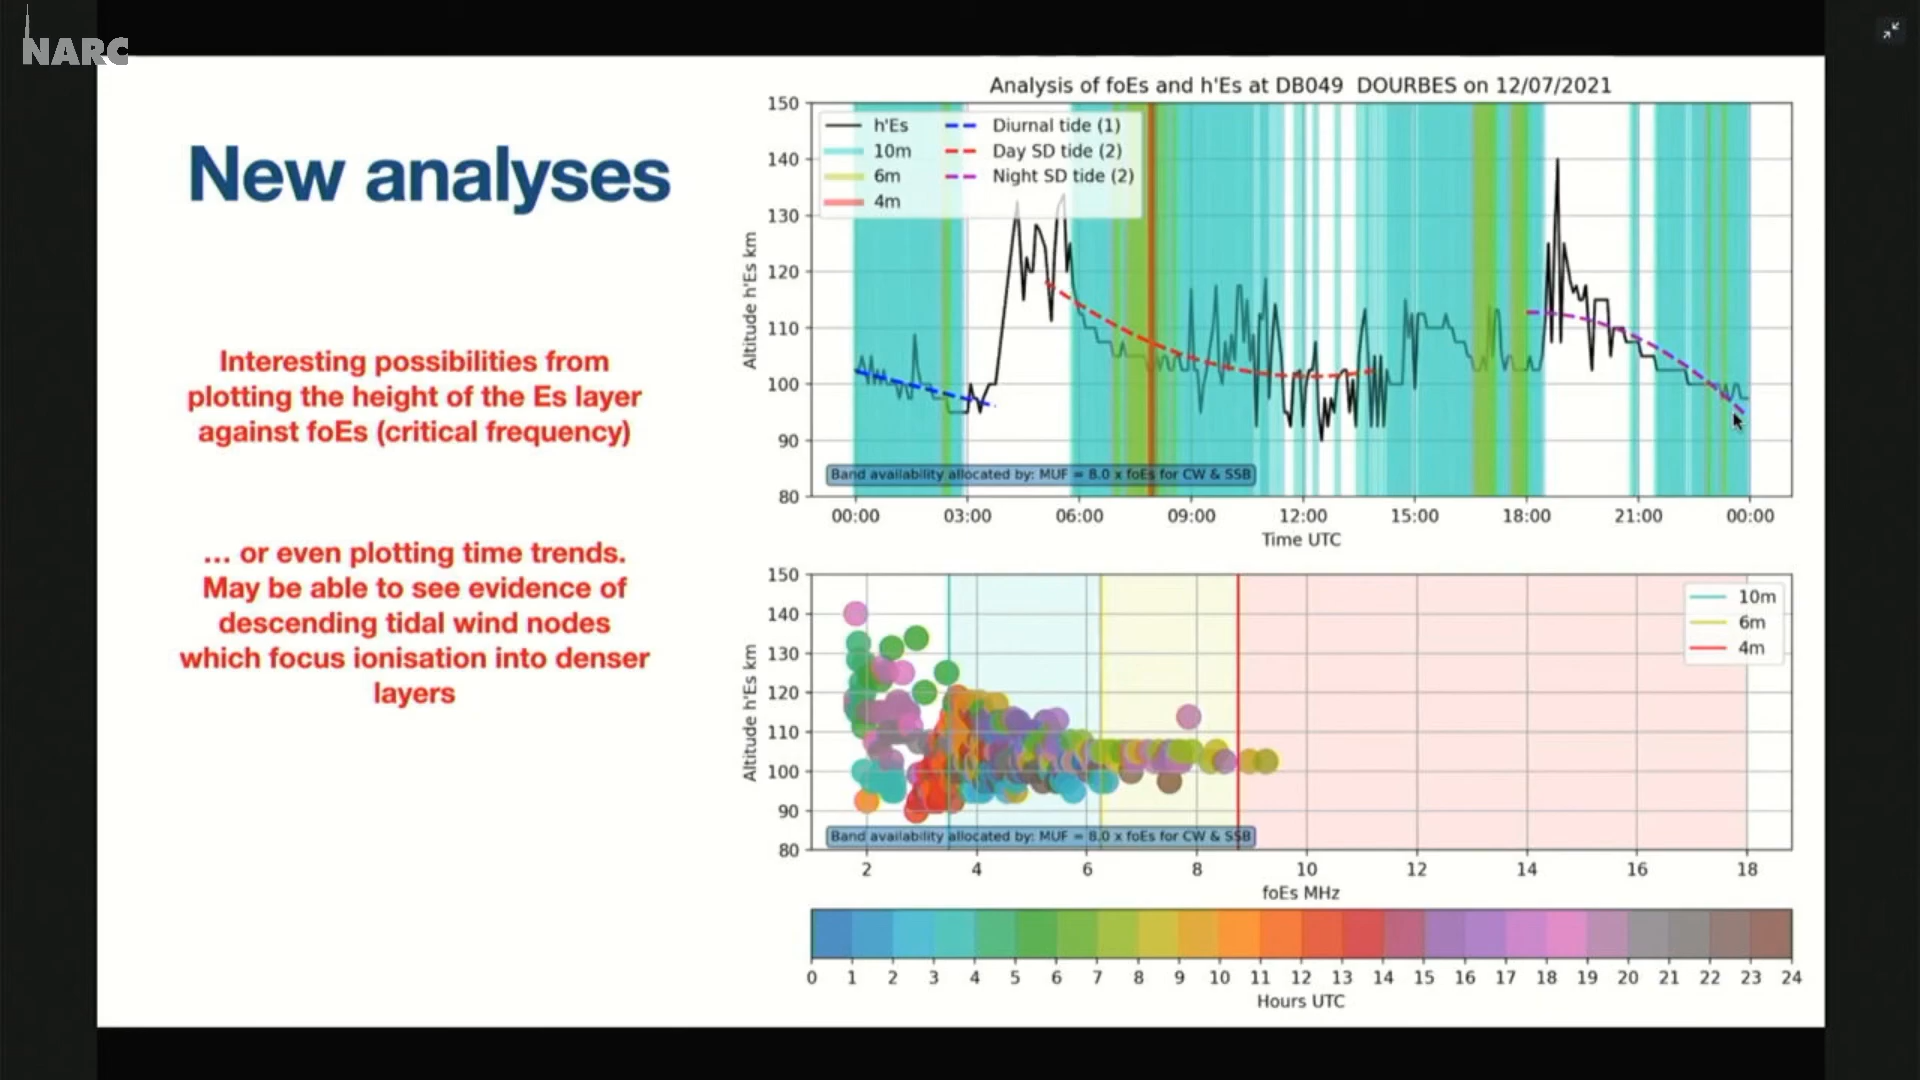 NARC
New analyses
Interesting possibilities from
plotting the height of the Es layer
against foEs (critical frequency)
... or even plotting time trends.
May be able to see evidence of
descending tidal wind nodes
which focus ionisation into denser
layers
Analysis of foEs and h'Es at DB049 DOURBES on 12/07/2021
h'Es
10m
6m
4m
Diurnal tide (1)
Day SD tide (2)
Night SD tide (2)
Altitude h'Es km
150
140
130
120
110
100
90
80
Band availability allocated by: MUF = 8.0 x foEs for CW & SSB
00:00 03:00 06:00 09:00 12:00 15:00 18:00 21:00 00:00
Time UTC
Altitude h'Es km
150
140
130
120
110
100
90
80
10m
6m
4m
Band availability allocated by: MUF = 8.0 x foEs for CW & SSB
2 4 6 8 10 12 14 16 18
foEs MHz
0 1 2 3 4 5 6 7 8 9 10 11 12 13 14 15 16 17 18 19 20 21 22 23 24
Hours UTC